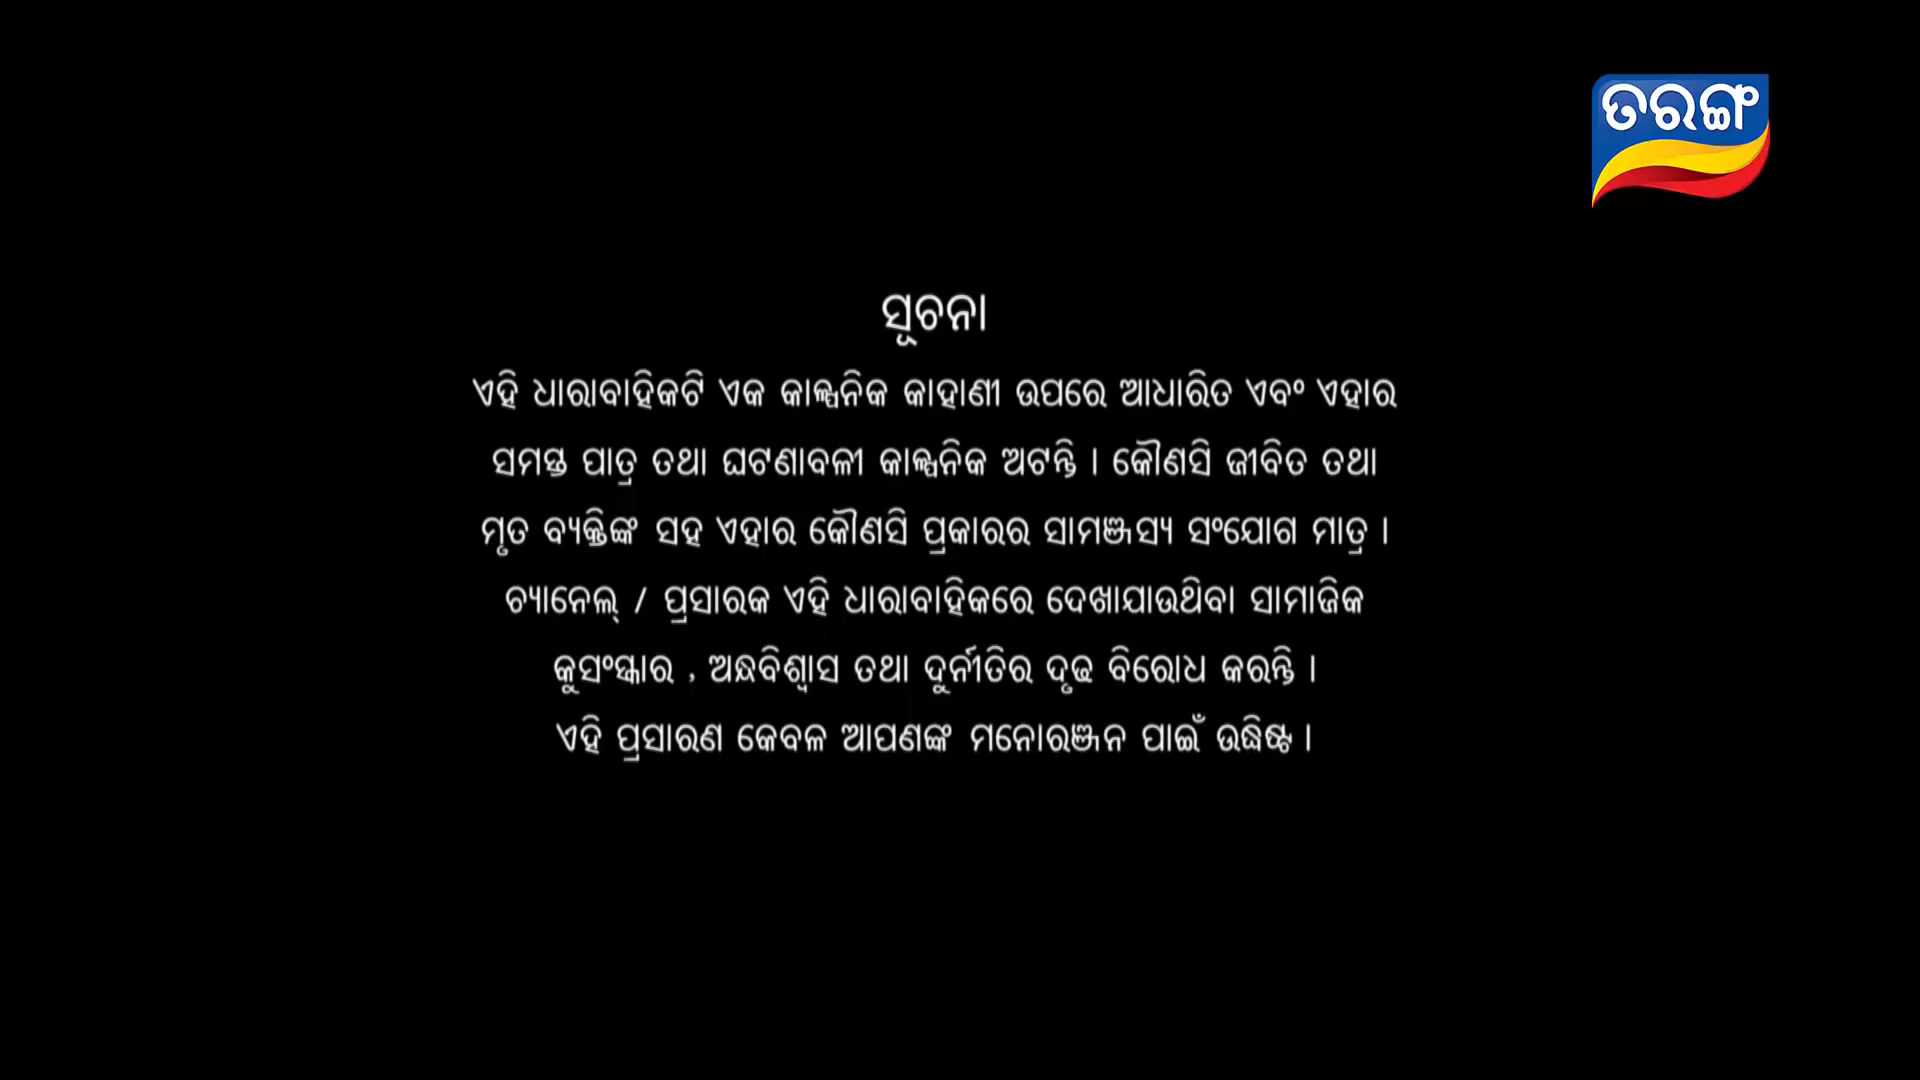 ତରଙ୍ଗ
ସୂଚନା
ଏହି ଧାରାବାହିକଟି ଏକ କାଳ୍ପନିକ କାହାଣୀ ଉପରେ ଆଧାରିତ ଏବଂ ଏହାର
ସମସ୍ତ ପାତ୍ର ତଥା ଘଟଣାବଳୀ କାଳ୍ପନିକ ଅଟନ୍ତି । କୌଣସି ଜୀବିତ ତଥା
ମୃତ ବ୍ୟକ୍ତିଙ୍କ ସହ ଏହାର କୌଣସି ପ୍ରକାରର ସାମଞ୍ଜସ୍ୟ ସଂଯୋଗ ମାତ୍ର ।
ଚ୍ୟାନେଲ୍ / ପ୍ରସାରକ ଏହି ଧାରାବାହିକରେ ଦେଖାଯାଉଥିବା ସାମାଜିକ
କୁସଂସ୍କାର , ଅନ୍ଧବିଶ୍ୱାସ ତଥା ଦୁର୍ନୀତିର ଦୃଢ ବିରୋଧ କରନ୍ତି ।
ଏହି ପ୍ରସାରଣ କେବଳ ଆପଣଙ୍କ ମନୋରଞ୍ଜନ ପାଇଁ ଉଦ୍ଧିଷ୍ଟ ।